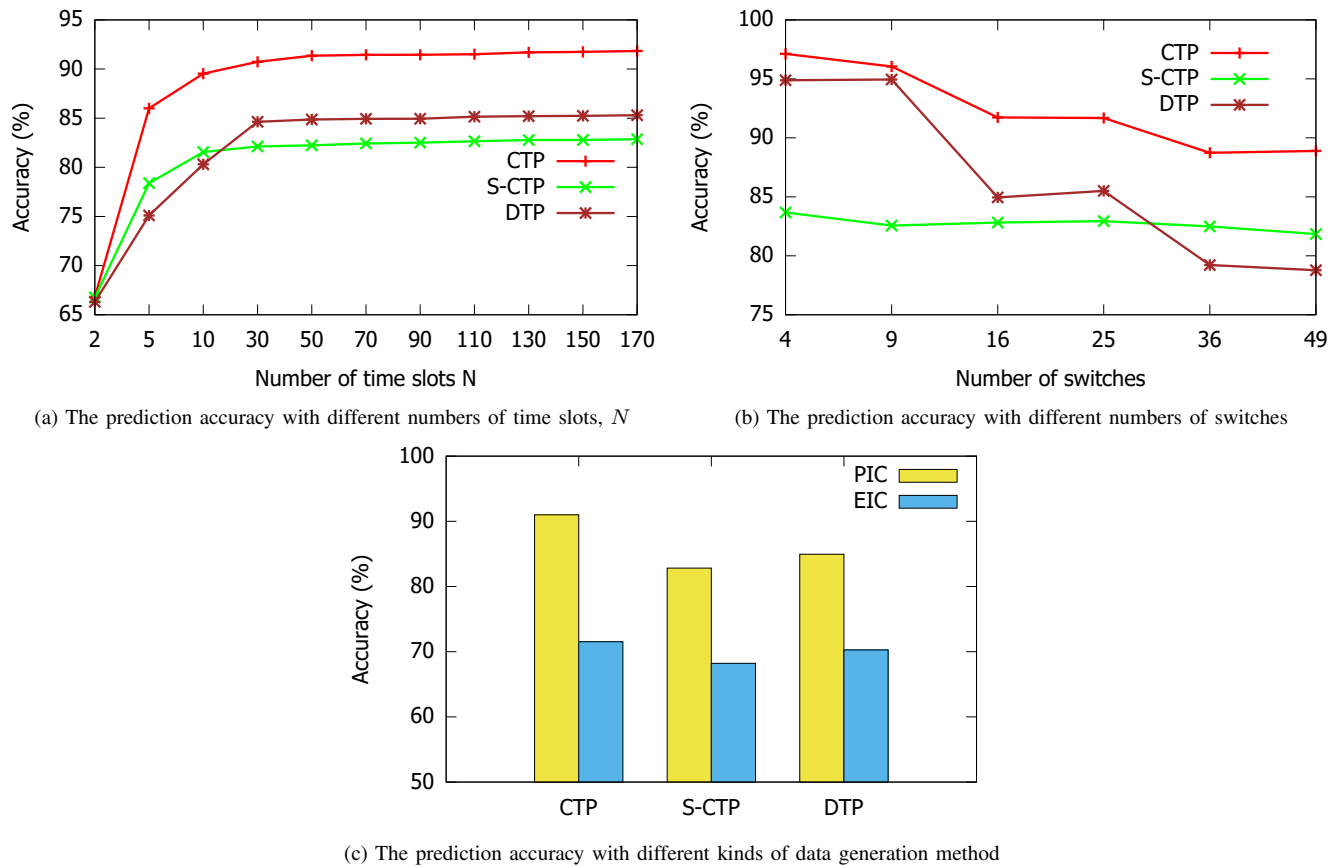 95
90
85
80
75
70
65
Accuracy (%)
CTP
S-CTP
DTP
2 5 10 30 50 70 90 110 130 150 170
Number of time slots N
(a) The prediction accuracy with different numbers of time slots, N
100
95
90
85
80
75
Accuracy (%)
CTP
S-CTP
DTP
4 9 16 25 36 49
Number of switches
(b) The prediction accuracy with different numbers of switches
100
90
80
70
60
50
Accuracy (%)
PIC
EIC
CTP S-CTP DTP
(c) The prediction accuracy with different kinds of data generation method